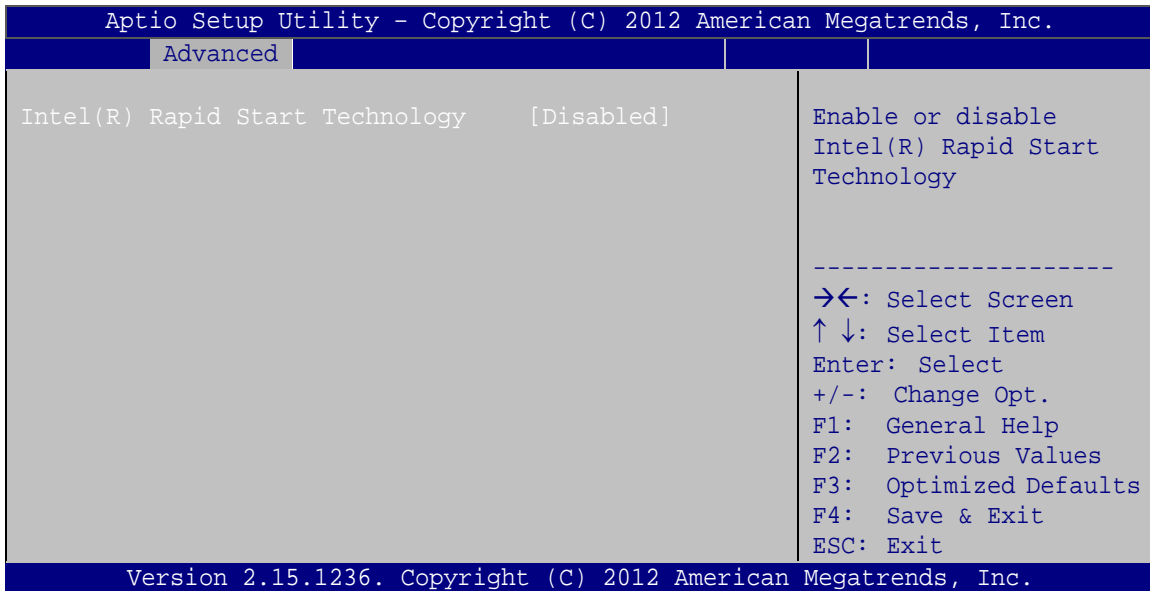 Aptio Setup Utility – Copyright (C) 2012 American Megatrends, Inc.
Advanced
Intel(R) Rapid Start Technology [Disabled]
Enable or disable
Intel(R) Rapid Start
Technology
---------------------
→←: Select Screen
↑ ↓: Select Item
Enter: Select
+/-: Change Opt.
F1: General Help
F2: Previous Values
F3: Optimized Defaults
F4: Save & Exit
ESC: Exit
Version 2.15.1236. Copyright (C) 2012 American Megatrends, Inc.